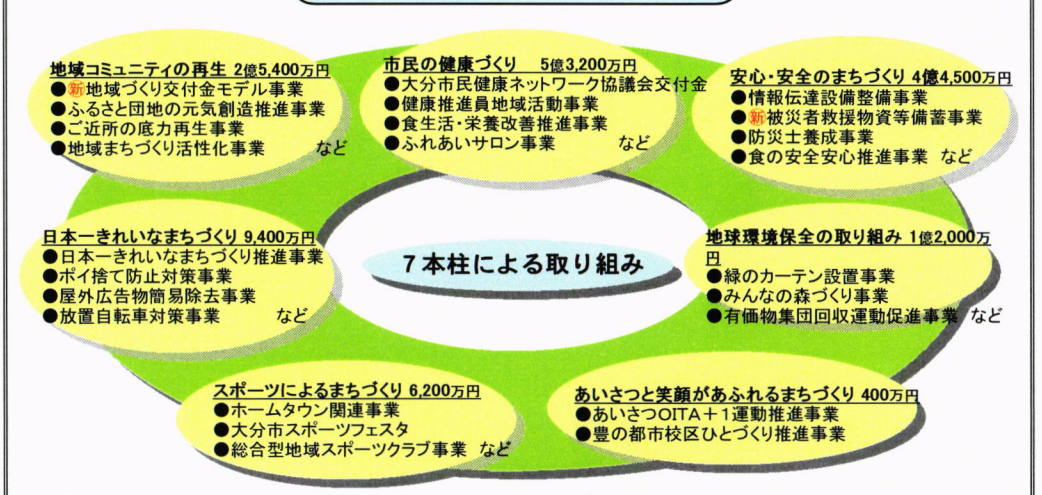 地域コミュニティの再生 2億5,400万円
●新地域づくり交付金モデル事業
●ふるさと団地の元気創造推進事業
●ご近所の底力再生事業
●地域まちづくり活性化事業 など
市民の健康づくり 5億3,200万円
●大分市民健康ネットワーク協議会交付金
●健康推進員地域活動事業
●食生活・栄養改善推進事業
●ふれあいサロン事業 など
安心・安全のまちづくり 4億4,500万円
●情報伝達設備整備事業
●新被災者救援物資等備蓄事業
●防災士養成事業
●食の安全安心推進事業 など
日本一きれいなまちづくり 9,400万円
●日本一きれいなまちづくり推進事業
●ポイ捨て防止対策事業
●屋外広告物簡易除去事業
●放置自転車対策事業 など
7本柱による取り組み
地球環境保全の取り組み 1億2,000万
円
●緑のカーテン設置事業
●みんなの森づくり事業
●有価物集団回収運動促進事業 など
スポーツによるまちづくり 6,200万円
●ホームタウン関連事業
●大分市スポーツフェスタ
●総合型地域スポーツクラブ事業 など
あいさつと笑顔があふれるまちづくり 400万円
●あいさつOITA+1運動推進事業
●豊の都市校区ひとづくり推進事業